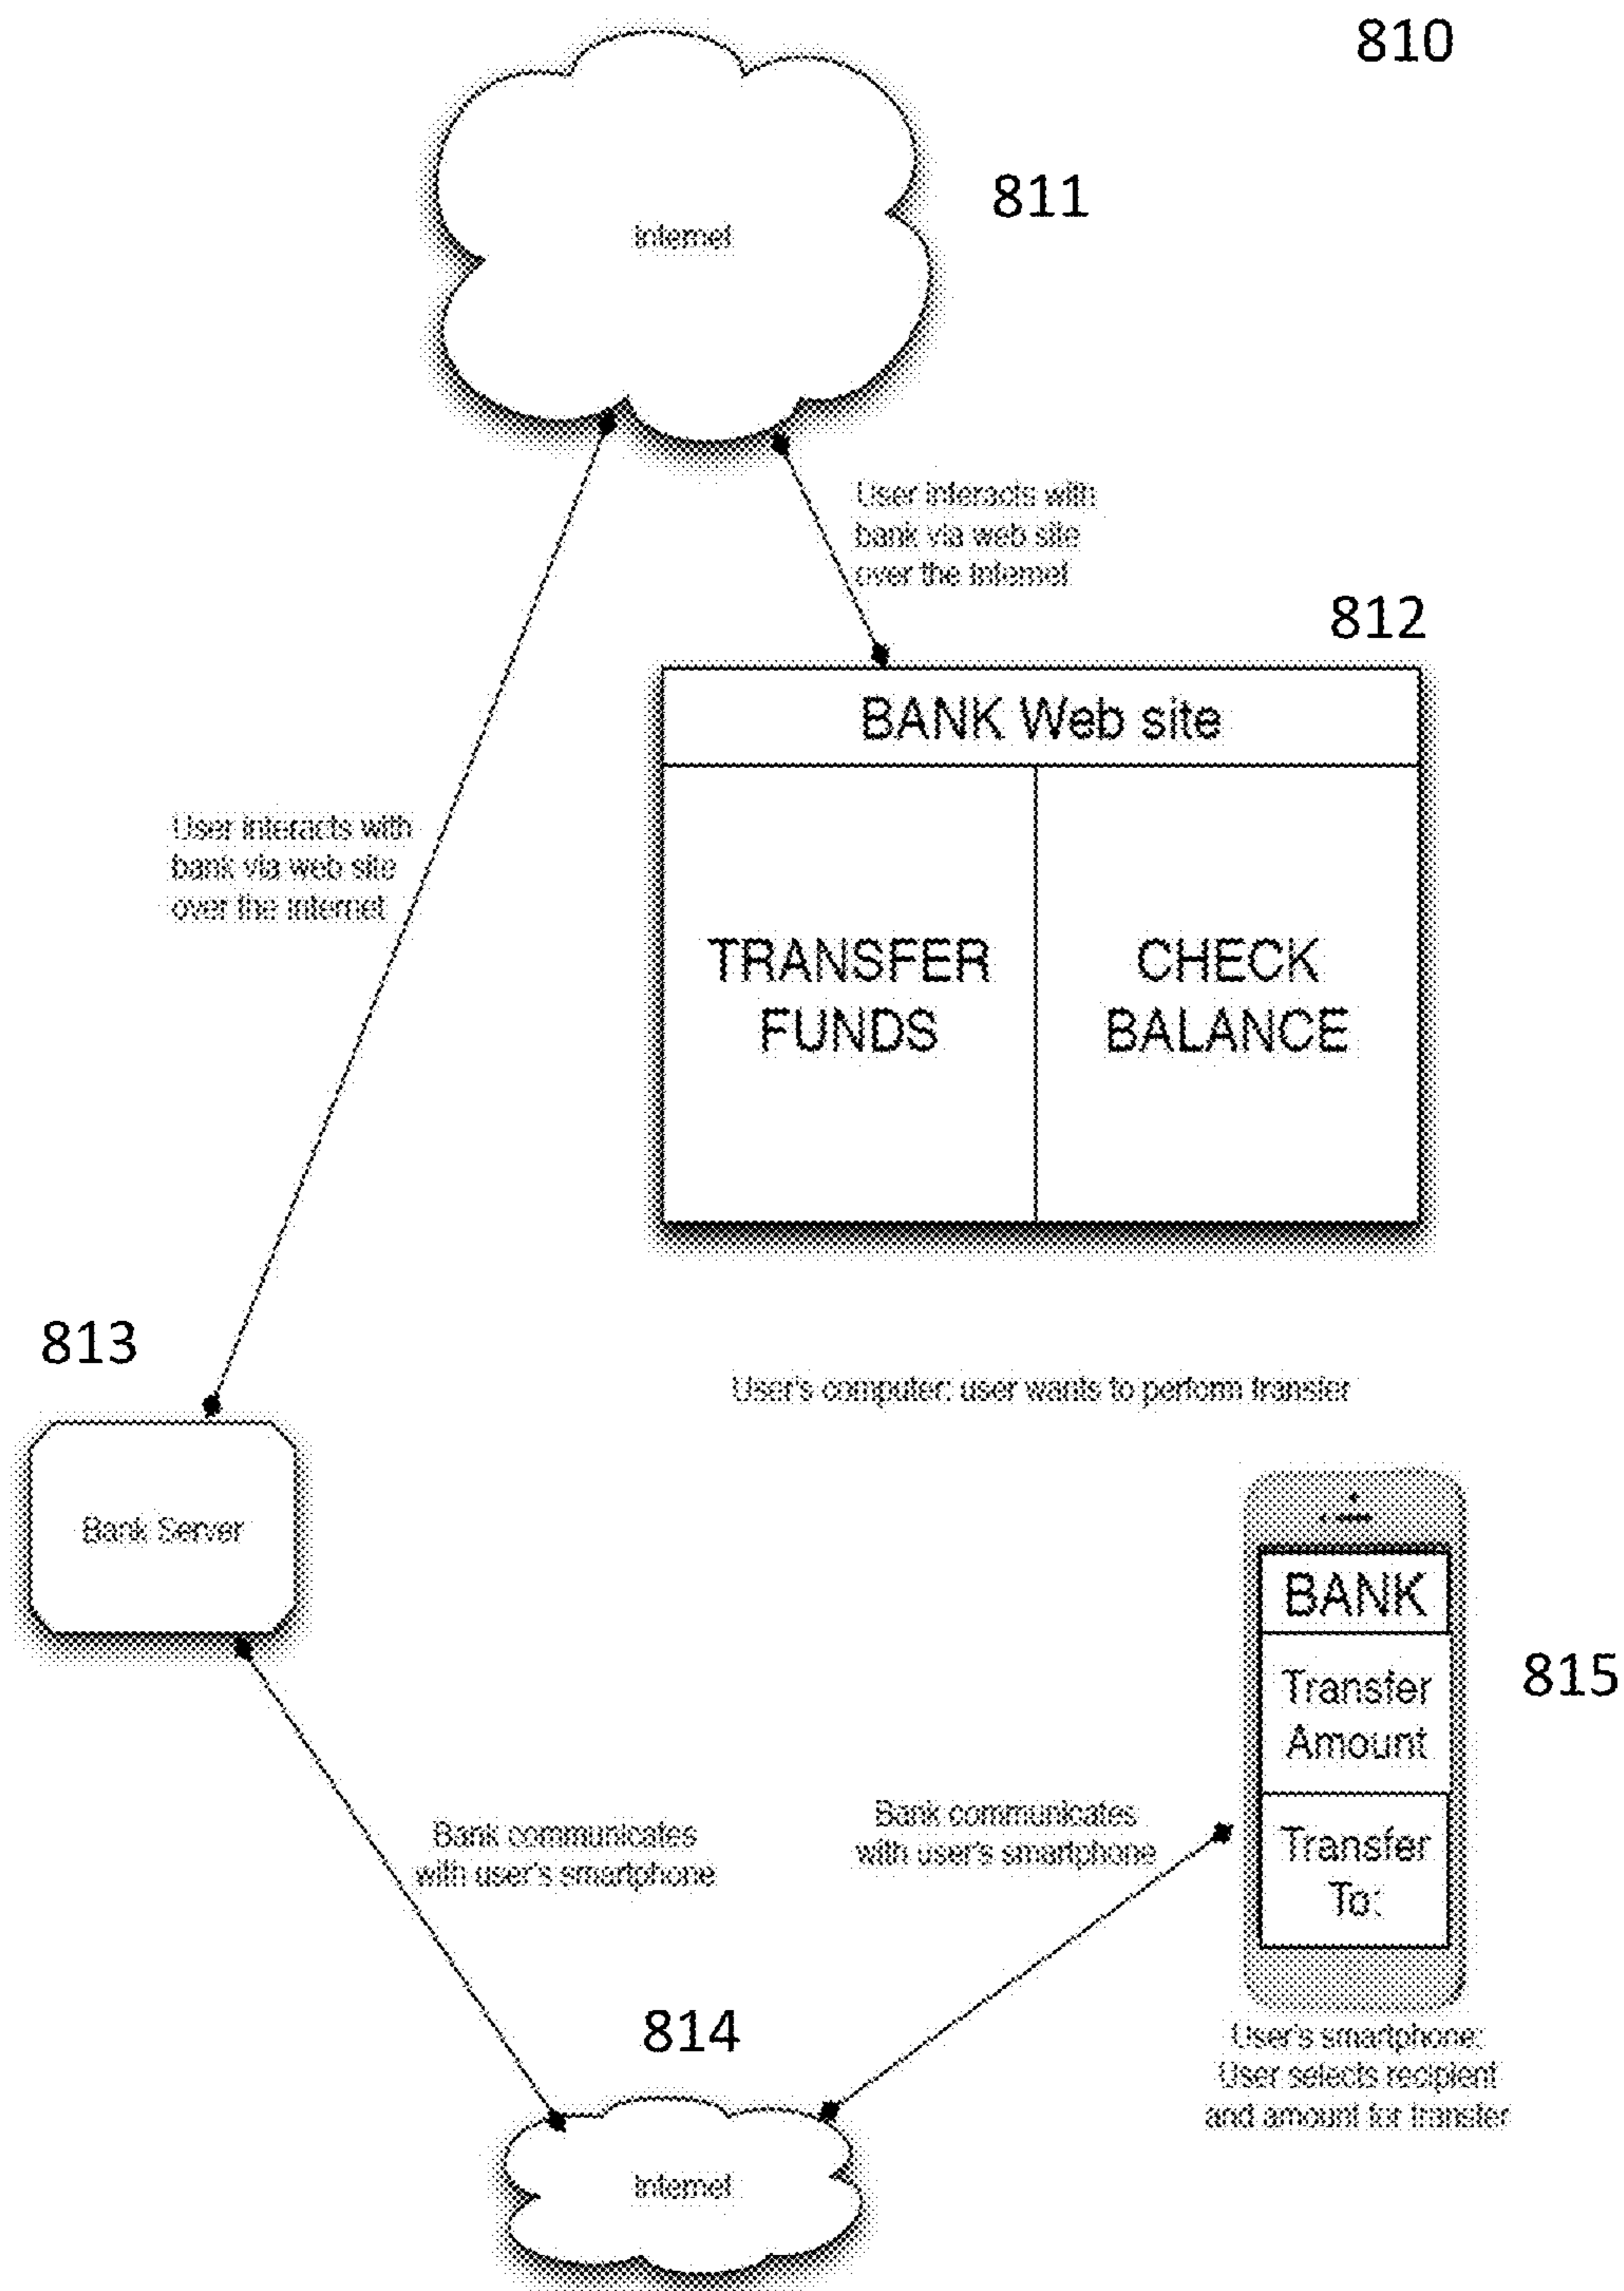 810
811
Internet
User interacts with
bank via web site
over the Internet
812
BANK Web site
User interacts with
bank via web site
over the Internet
TRANSFER
FUNDS
CHECK
BALANCE
813
User's computer: user wants to perform transfer
Bank Server
BANK
Transfer
Amount
Transfer
To:
815
Bank communicates
with user's smartphone
Bank communicates
with user's smartphone
814
User's smartphone:
User selects recipient
and amount for transfer
Internet